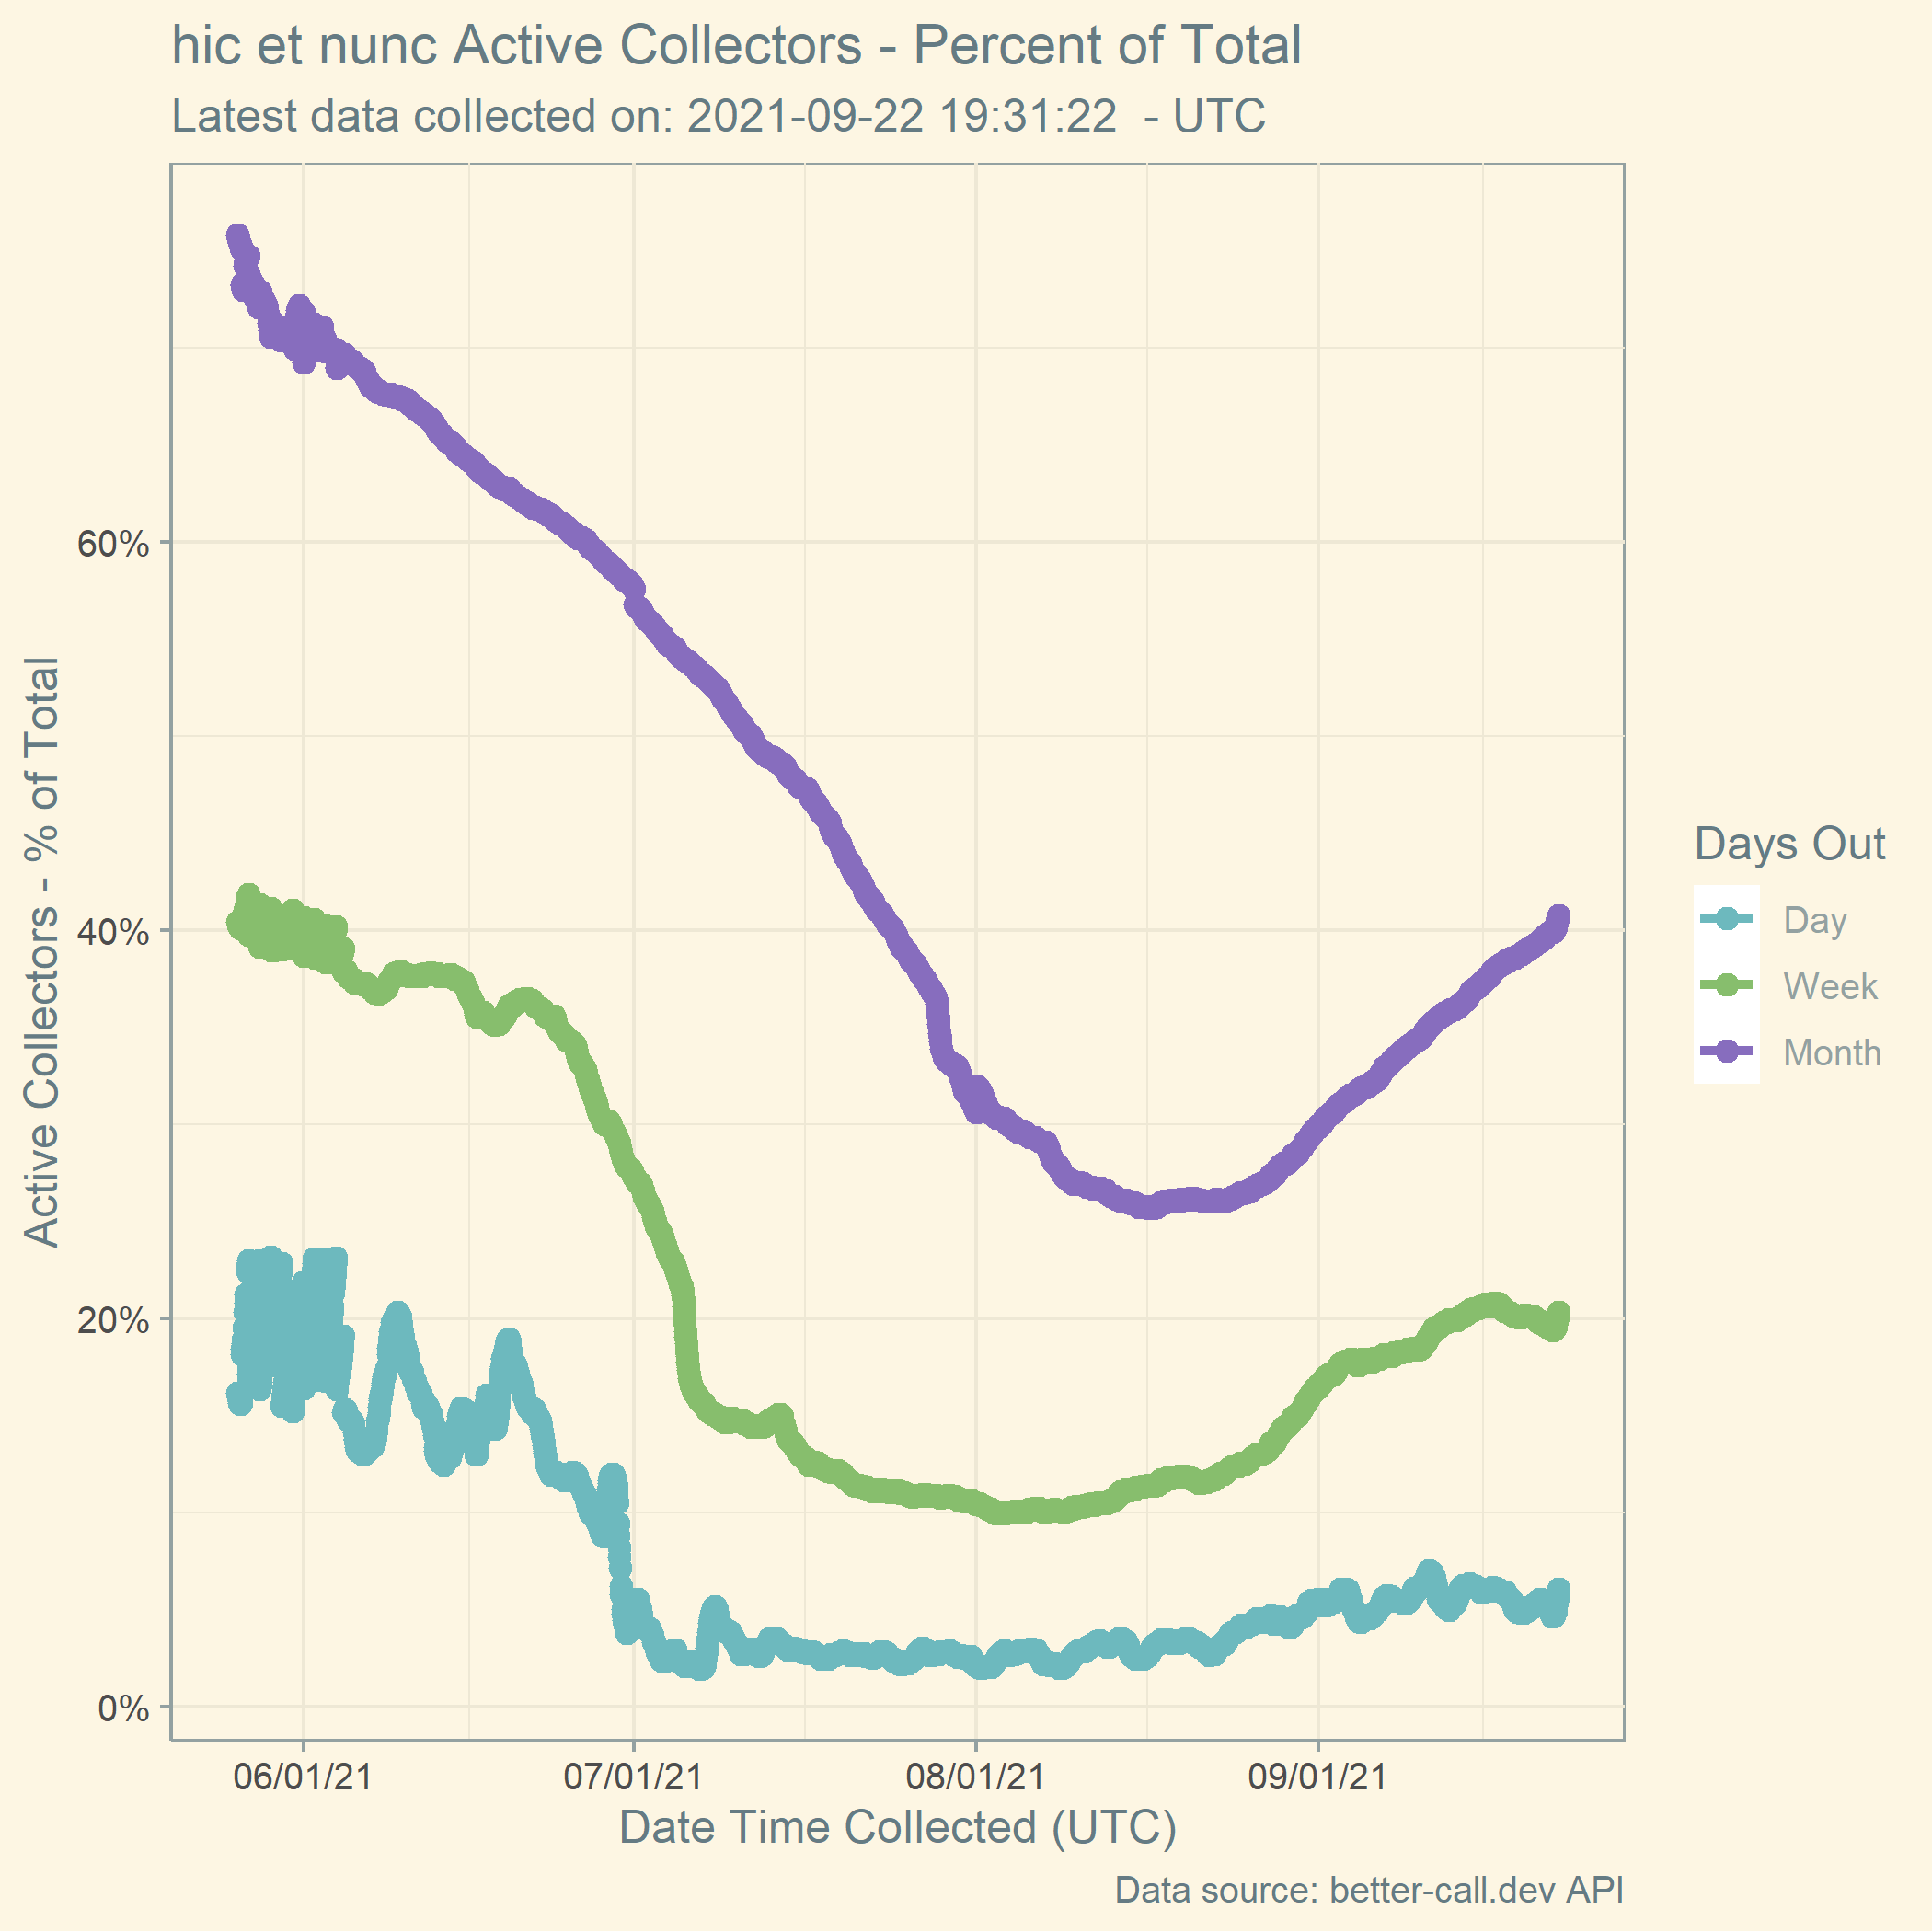 hic et nunc Active Collectors - Percent of Total
Latest data collected on: 2021-09-22 19:31:22  - UTC
Active Collectors - % of Total
60%
40%
20%
0%
06/01/21
07/01/21
08/01/21
09/01/21
Date Time Collected (UTC)
Days Out
Day
Week
Month
Data source: better-call.dev API